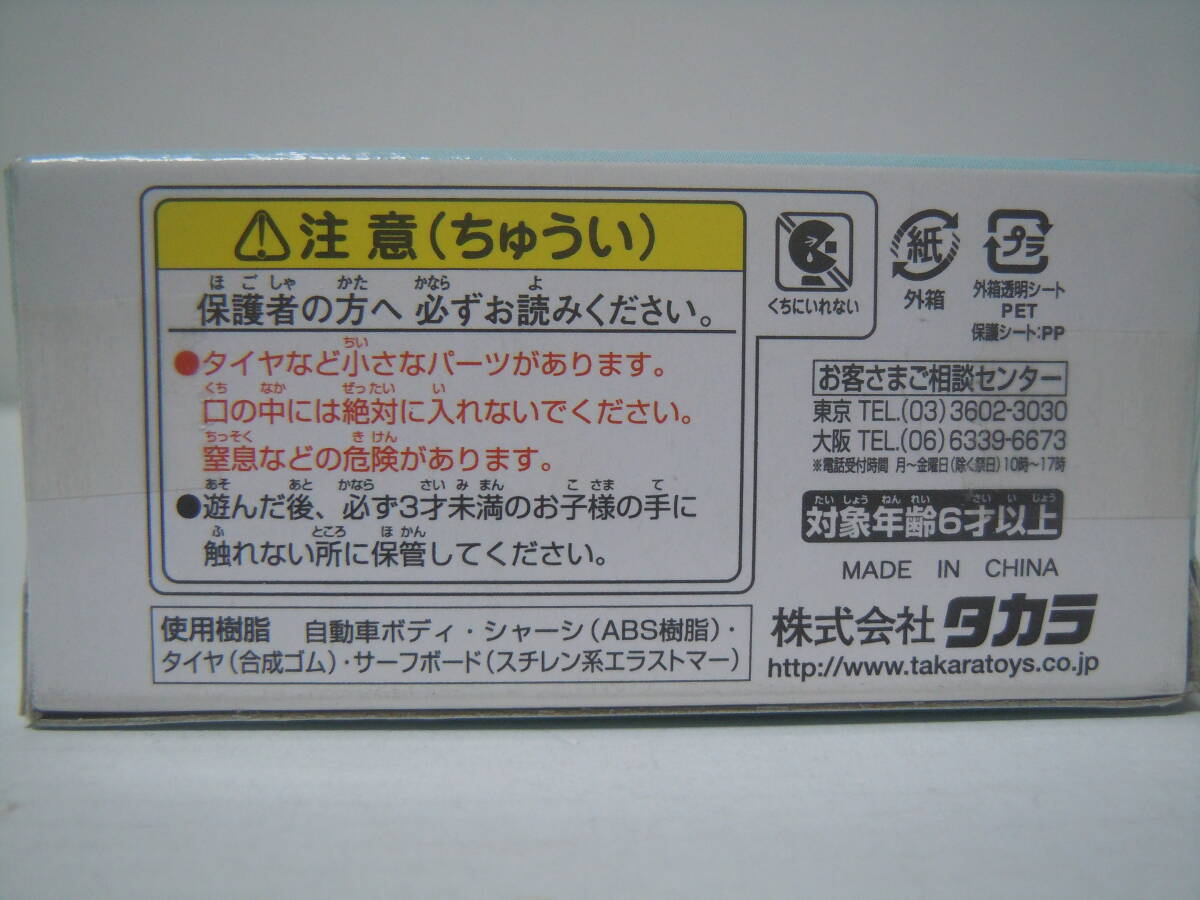 ⚠注意(ちゅうい)
ほごしゃ かた かなら よ
保護者の方へ 必ずお読みください。
ちい
●タイヤなど小さなパーツがあります。
くち なか ぜったい い
口の中には絶対に入れないでください。
ちっそく きけん
窒息などの危険があります。
あそ あと かなら さいみまん こさま て
●遊んだ後、必ず3才未満のお子様の手に
ふ ところ ほかん
触れない所に保管してください。
使用樹脂 自動車ボディ・シャーシ(ABS樹脂)・
タイヤ(合成ゴム)・サーフボード(スチレン系エラストマー)
くちにいれない
紙
外箱
プラ
外箱透明シート
PET
保護シート:PP
お客さまご相談センター
東京 TEL.(03)3602-3030
大阪 TEL.(06)6339-6673
※電話受付時間 月〜金曜日(除く祭日)10時〜17時
たいしょうねんれい さいいじょう
対象年齢6才以上
MADE IN CHINA
株式会社タカラ
http://www.takaratoys.co.jp